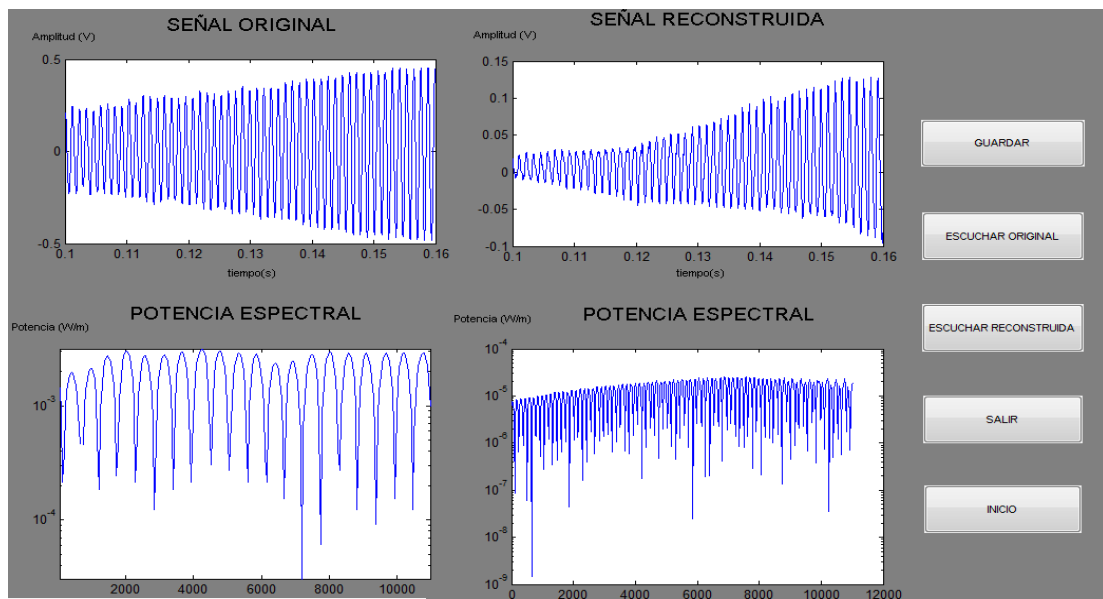 SEÑAL ORIGINAL
Amplitud (V)
0.5
0
-0.5
0.1 0.11 0.12 0.13 0.14 0.15 0.16
tiempo(s)
SEÑAL RECONSTRUIDA
Amplitud (V)
0.15
0.1
0.05
0
-0.05
-0.1
0.1 0.11 0.12 0.13 0.14 0.15 0.16
tiempo(s)
POTENCIA ESPECTRAL
Potencia (W/m)
10-3
10-4
2000 4000 6000 8000 10000
POTENCIA ESPECTRAL
Potencia (W/m)
10-4
10-5
10-6
10-7
10-8
10-9
0 2000 4000 6000 8000 10000 12000
GUARDAR
ESCUCHAR ORIGINAL
ESCUCHAR RECONSTRUIDA
SALIR
INICIO